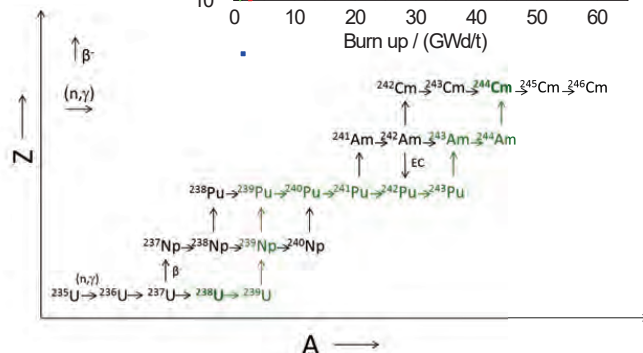 10
0 10 20 30 40 50 60
Burn up / (GWd/t)
β⁻
(n,γ)
Z
²⁴²Cm ²⁴³Cm ²⁴⁴Cm ²⁴⁵Cm ²⁴⁶Cm
²⁴¹Am ²⁴²Am ²⁴³Am ²⁴⁴Am
EC
²³⁸Pu ²³⁹Pu ²⁴⁰Pu ²⁴¹Pu ²⁴²Pu ²⁴³Pu
²³⁷Np ²³⁸Np ²³⁹Np ²⁴⁰Np
(n,γ) β
²³⁵U ²³⁶U ²³⁷U ²³⁸U ²³⁹U
A